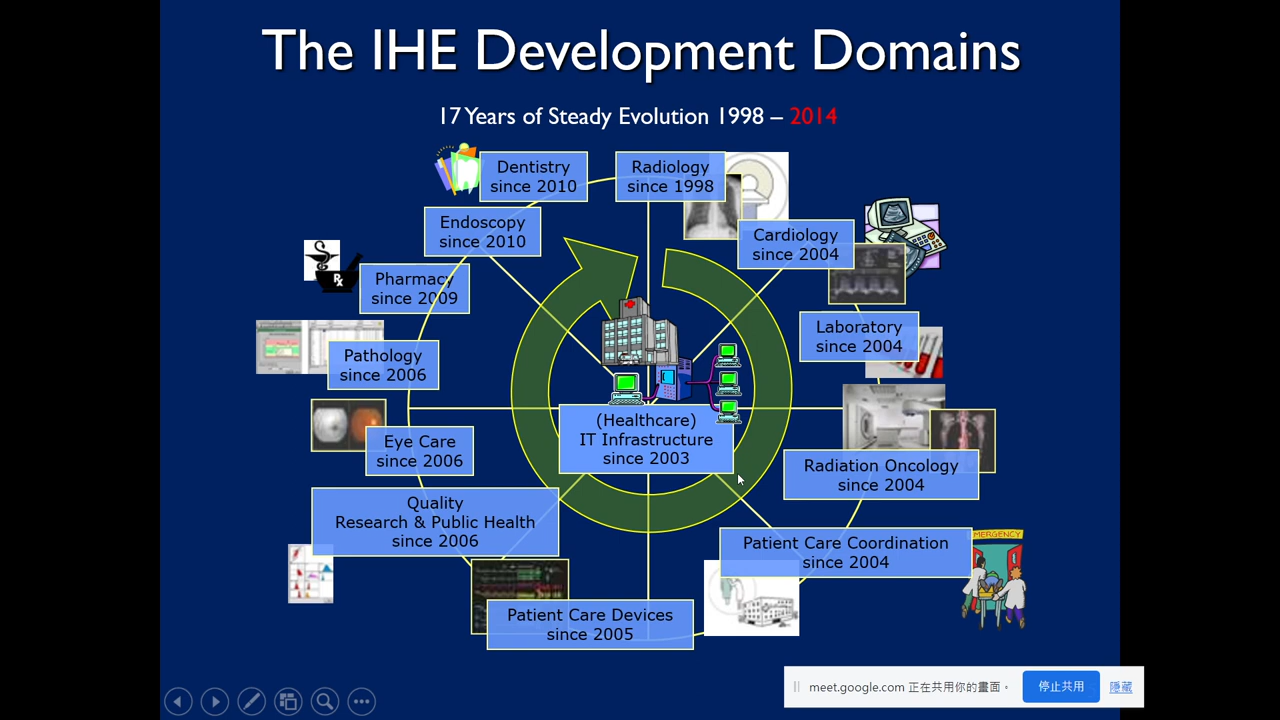 The IHE Development Domains
17 Years of Steady Evolution 1998 – 2014
Dentistry
since 2010
Radiology
since 1998
Endoscopy
since 2010
Cardiology
since 2004
Pharmacy
since 2009
Rx
Laboratory
since 2004
Pathology
since 2006
(Healthcare)
IT Infrastructure
since 2003
Eye Care
since 2006
Radiation Oncology
since 2004
Quality
Research & Public Health
since 2006
Patient Care Coordination
since 2004
EMERGENCY
Patient Care Devices
since 2005
meet.google.com 正在共用你的畫面。
停止共用
隱藏